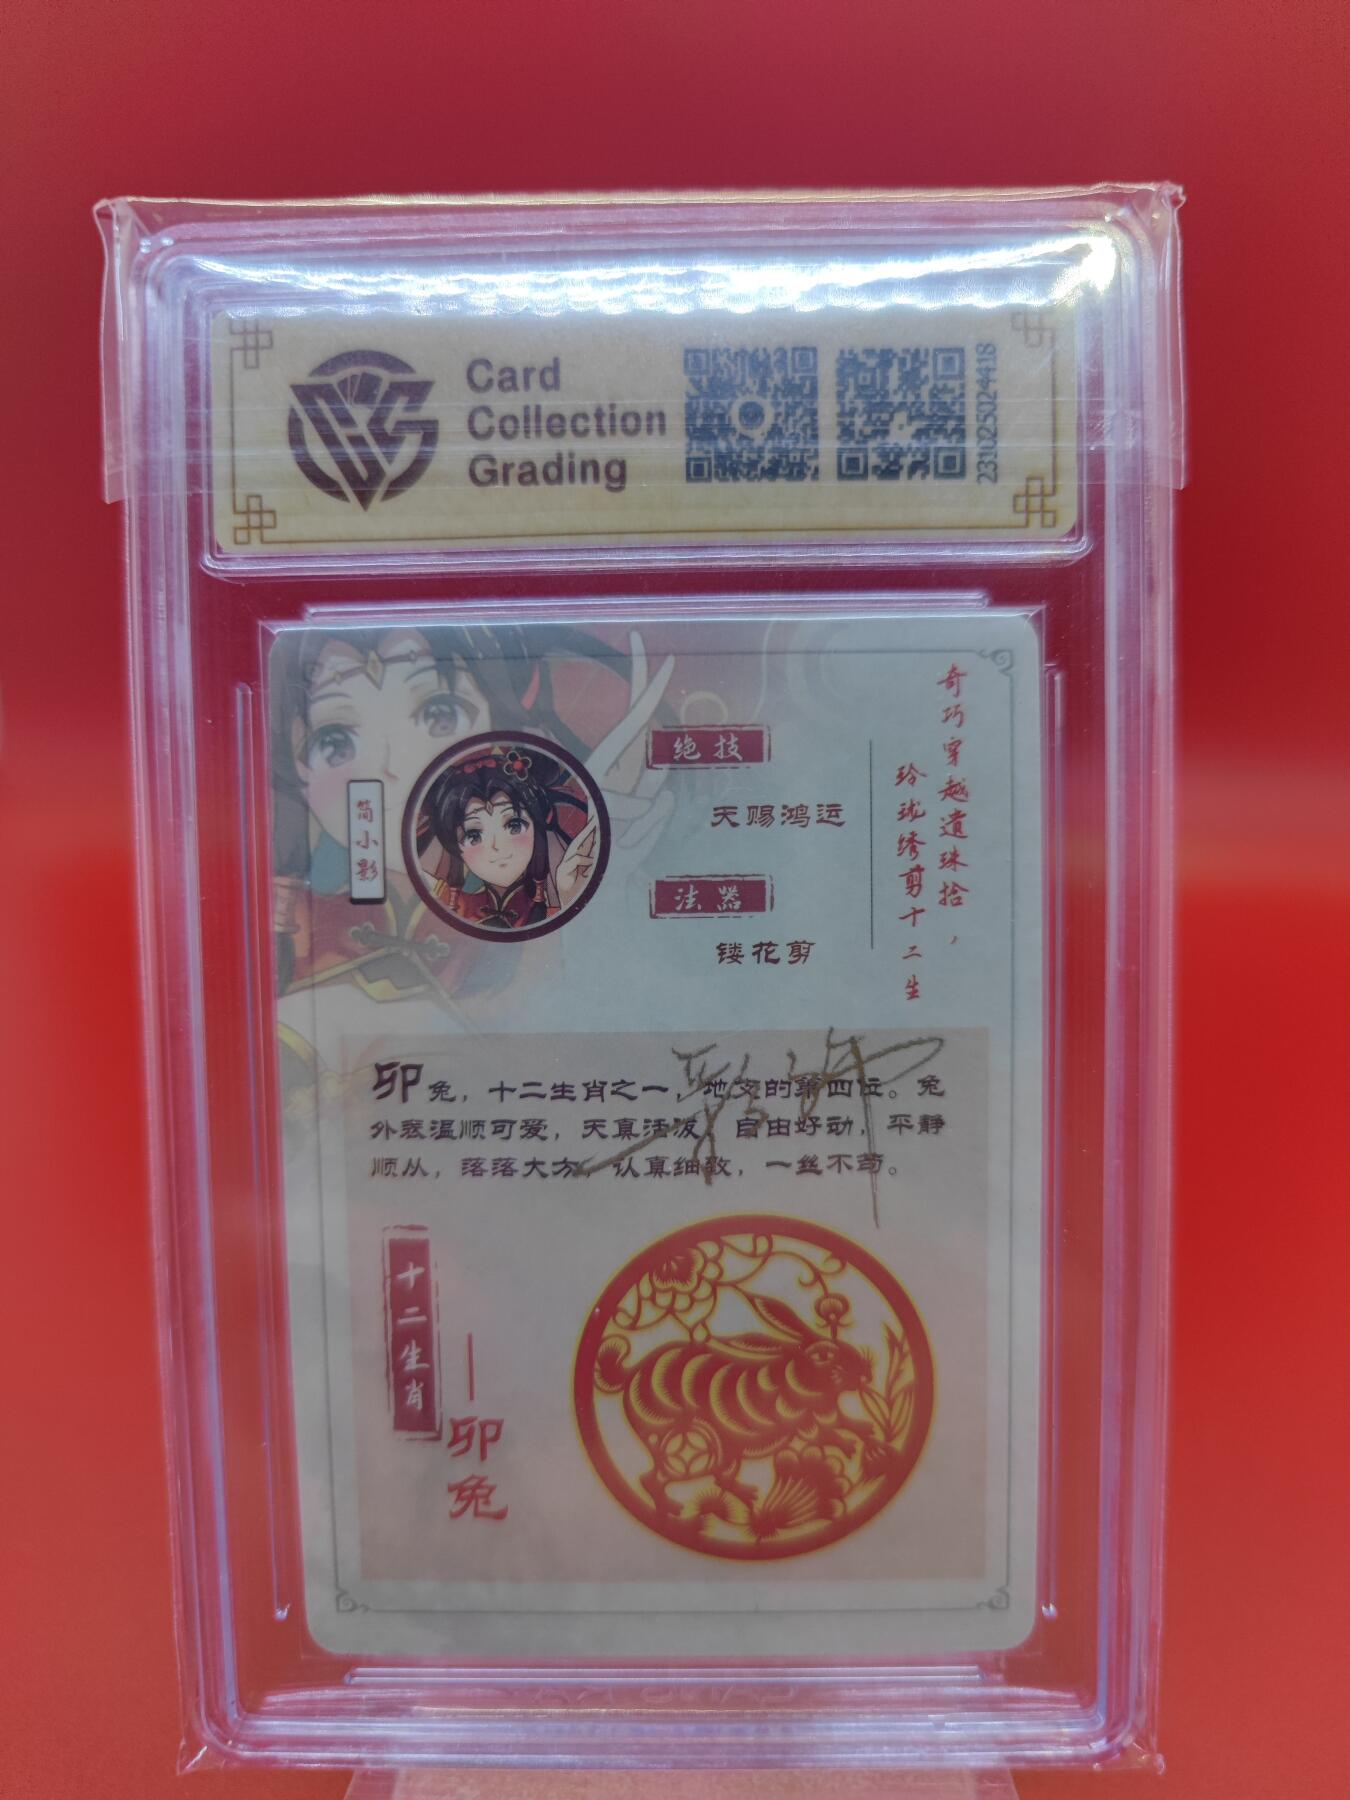 Card
Collection
Grading
231025024418
奇巧穿越遗珠拾，
玲珑绣剪十二生
绝技
天赐鸿运
法器
镂花剪
简小影
卯兔，十二生肖之一，地支的第四位。兔
外表温顺可爱，天真活泼，自由好动，平静
顺从，落落大方，认真细致，一丝不苟。
十二生肖
卯兔